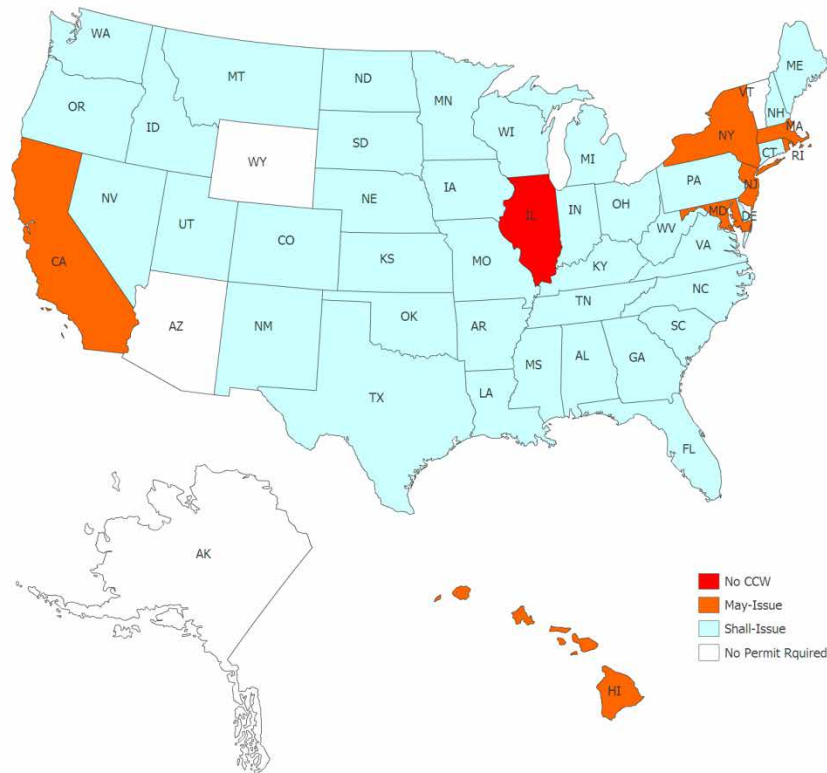 WA
MT
ND
MN
ME
VT
NH
OR
ID
SD
WI
NY
MA
MI
CT
RI
WY
PA
NJ
IA
NE
OH
MD
DE
NV
IL
IN
UT
CO
WV
VA
CA
KS
MO
KY
NC
TN
OK
AZ
NM
AR
SC
MS
AL
GA
TX
LA
FL
AK
No CCW
May-Issue
Shall-Issue
No Permit Rquired
HI